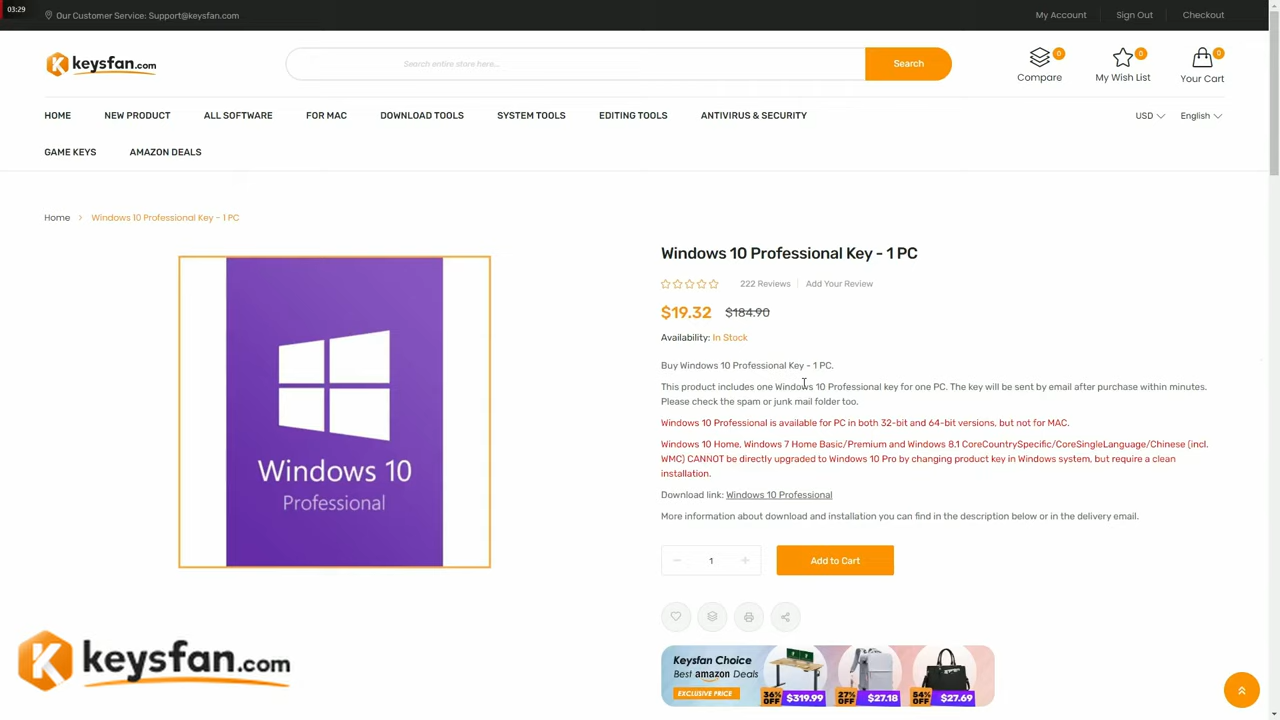 03:29
Our Customer Service: Support@keysfan.com
My Account
Sign Out
Checkout
keysfan.com
Search entire store here...
Search
0
0
0
Compare
My Wish List
Your Cart
HOME
NEW PRODUCT
ALL SOFTWARE
FOR MAC
DOWNLOAD TOOLS
SYSTEM TOOLS
EDITING TOOLS
ANTIVIRUS & SECURITY
USD
English
GAME KEYS
AMAZON DEALS
Home
Windows 10 Professional Key - 1 PC
Windows 10
Professional
Windows 10 Professional Key - 1 PC
222 Reviews
Add Your Review
$19.32 $184.90
Availability: In Stock
Buy Windows 10 Professional Key - 1 PC.
This product includes one Windows 10 Professional key for one PC. The key will be sent by email after purchase within minutes.
Please check the spam or junk mail folder too.
Windows 10 Professional is available for PC in both 32-bit and 64-bit versions, but not for MAC.
Windows 10 Home, Windows 7 Home Basic/Premium and Windows 8.1 CoreCountrySpecific/CoreSingleLanguage/Chinese (incl.
WMC) CANNOT be directly upgraded to Windows 10 Pro by changing product key in Windows system, but require a clean
installation.
Download link: Windows 10 Professional
More information about download and installation you can find in the description below or in the delivery email.
1
Add to Cart
Keysfan Choice
Best amazon Deals
EXCLUSIVE PRICE
36% OFF $319.99
27% OFF $27.18
54% OFF $27.69
keysfan.com